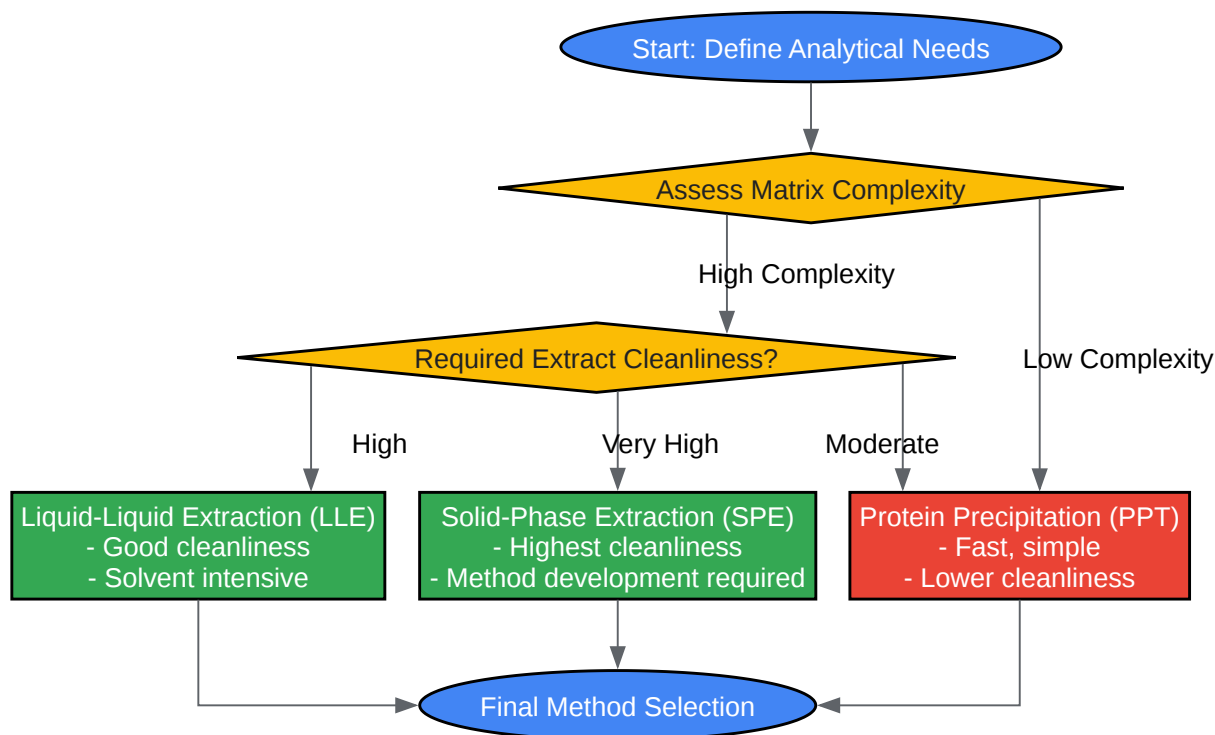 Start: Define Analytical Needs
Assess Matrix Complexity
High Complexity
Required Extract Cleanliness?
Low Complexity
High
Very High
Moderate
Liquid-Liquid Extraction (LLE)
- Good cleanliness
- Solvent intensive
Solid-Phase Extraction (SPE)
- Highest cleanliness
- Method development required
Protein Precipitation (PPT)
- Fast, simple
- Lower cleanliness
Final Method Selection